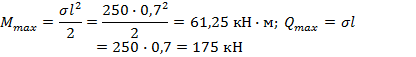 M_max = σl²/2 = 250·0,7²/2 = 61,25 кН·м; Q_max = σl
= 250·0,7 = 175 кН